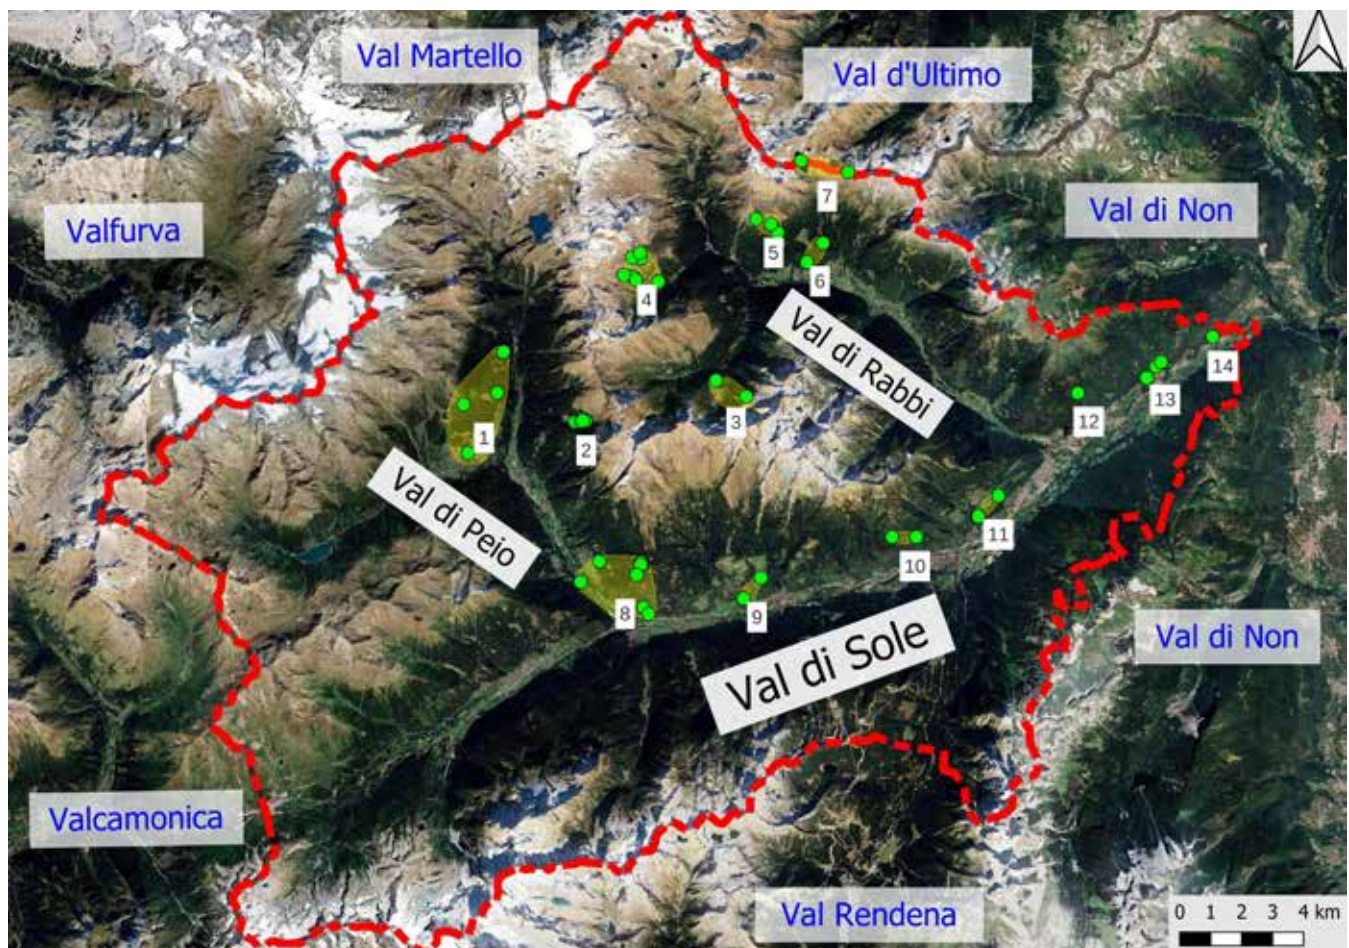 Val Martello
Val d'Ultimo
Valfurva
Val di Non
7
5
6
4
Val di Rabbi
14
13
12
3
1
2
Val di Peio
11
10
8
9
Val di Sole
Val di Non
Valcamonica
Val Rendena
0 1 2 3 4 km